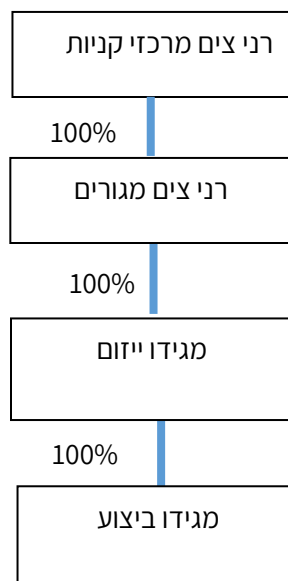 רני צים מרכזי קניות
100%
רני צים מגורים
100%
מגידו ייזום
100%
מגידו ביצוע